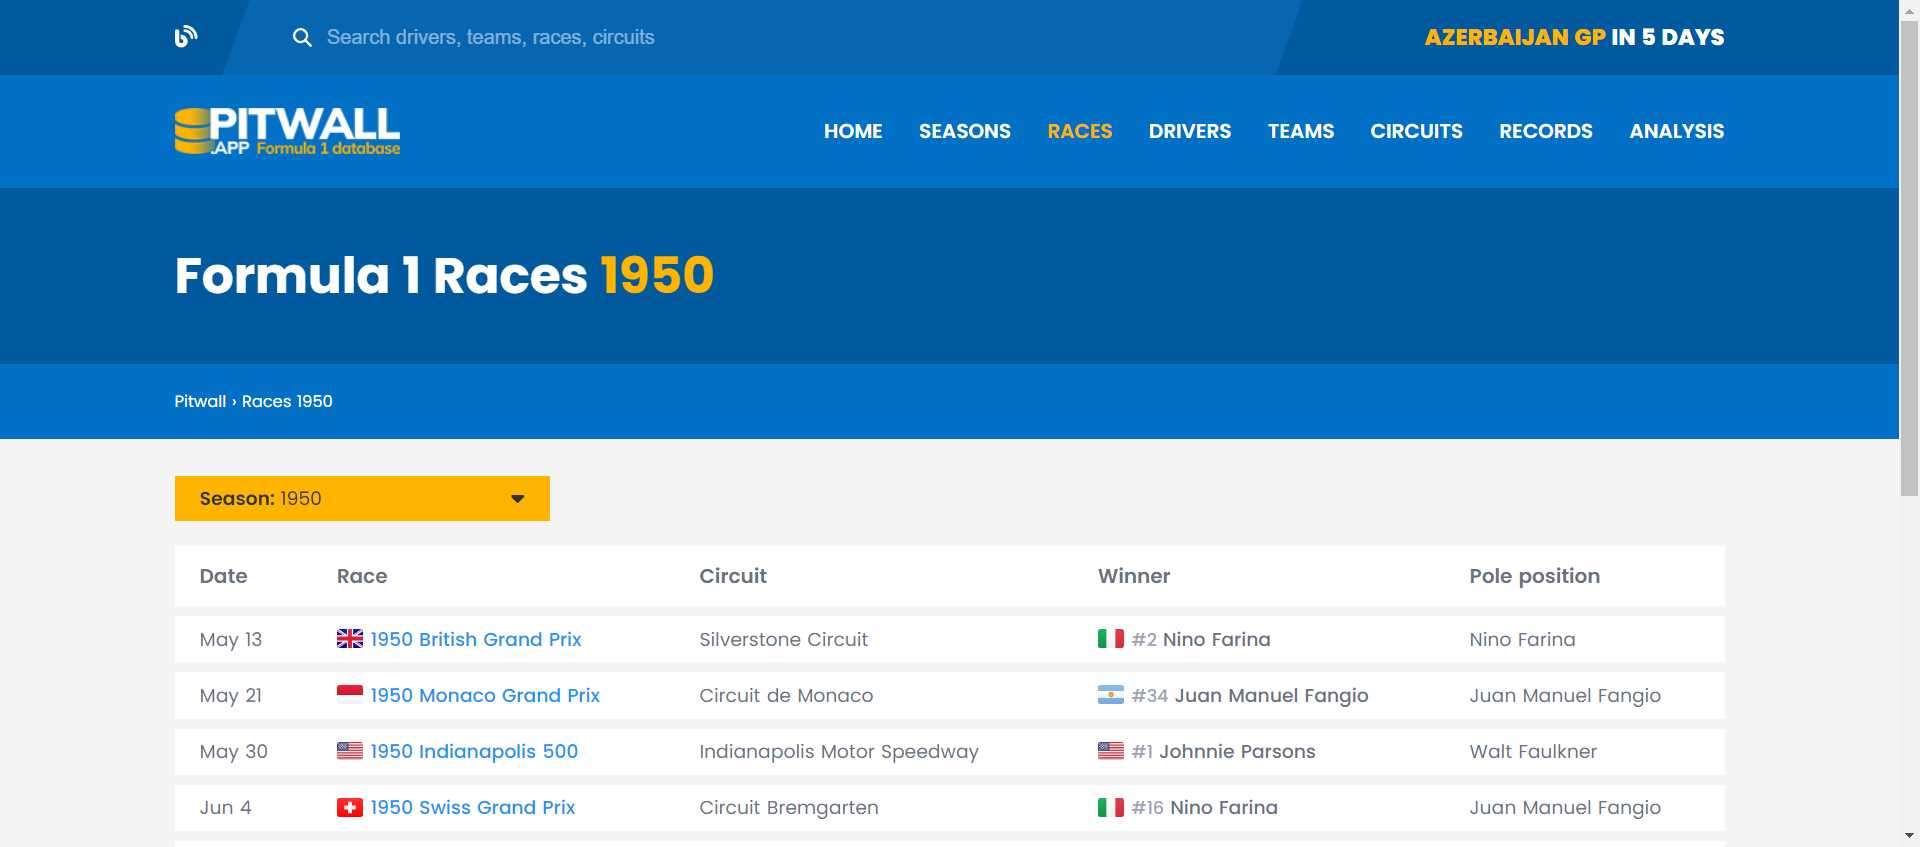 Search drivers, teams, races, circuits
AZERBAIJAN GP IN 5 DAYS
PITWALL
.APP Formula 1 database
HOME SEASONS RACES DRIVERS TEAMS CIRCUITS RECORDS ANALYSIS
Formula 1 Races 1950
Pitwall › Races 1950
Season: 1950
Date Race Circuit Winner Pole position
May 13 1950 British Grand Prix Silverstone Circuit #2 Nino Farina Nino Farina
May 21 1950 Monaco Grand Prix Circuit de Monaco #34 Juan Manuel Fangio Juan Manuel Fangio
May 30 1950 Indianapolis 500 Indianapolis Motor Speedway #1 Johnnie Parsons Walt Faulkner
Jun 4 1950 Swiss Grand Prix Circuit Bremgarten #16 Nino Farina Juan Manuel Fangio